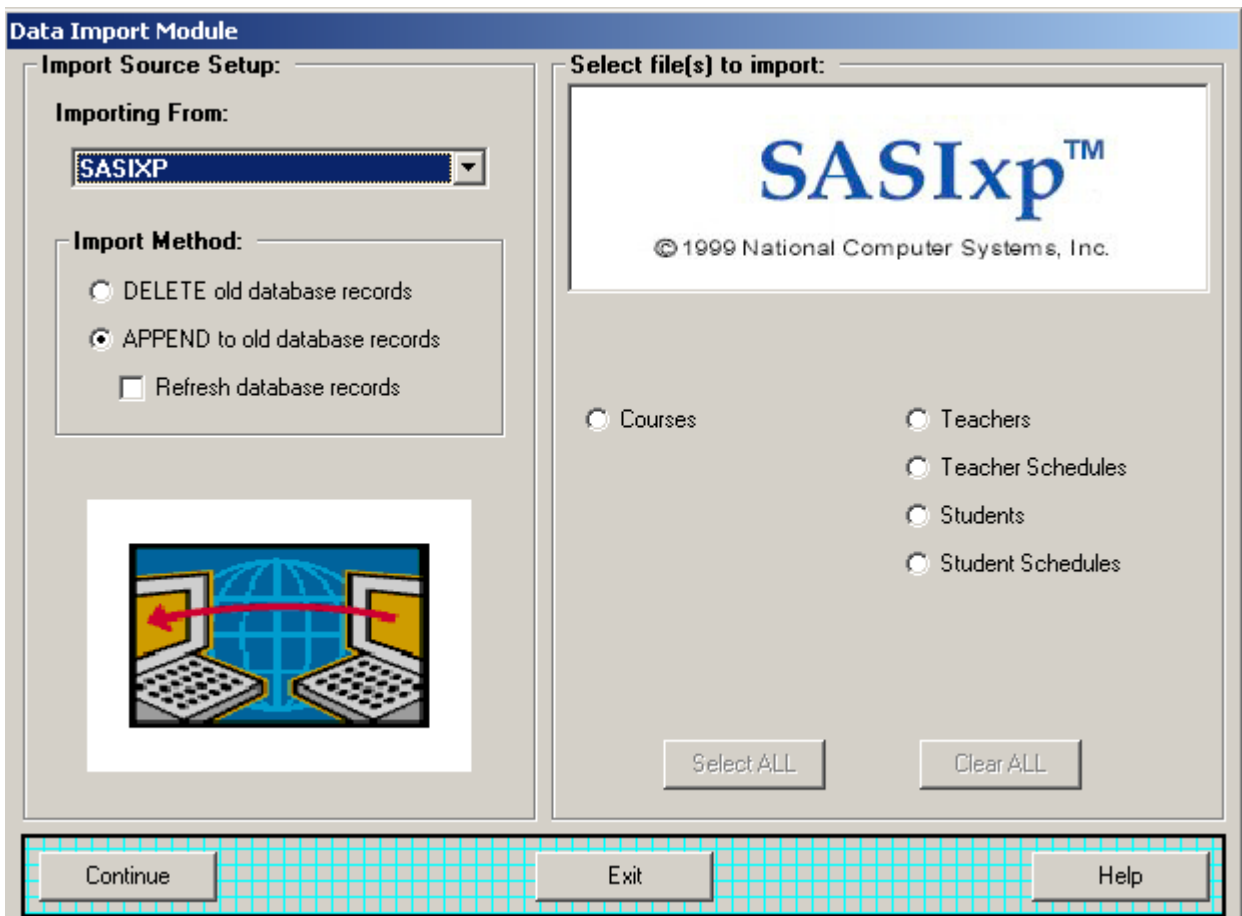 Data Import Module
Import Source Setup:
Importing From:
SASIXP
Import Method:
DELETE old database records
APPEND to old database records
Refresh database records
Select file(s) to import:
SASIxp™
©1999 National Computer Systems, Inc.
Courses
Teachers
Teacher Schedules
Students
Student Schedules
Select ALL
Clear ALL
Continue
Exit
Help